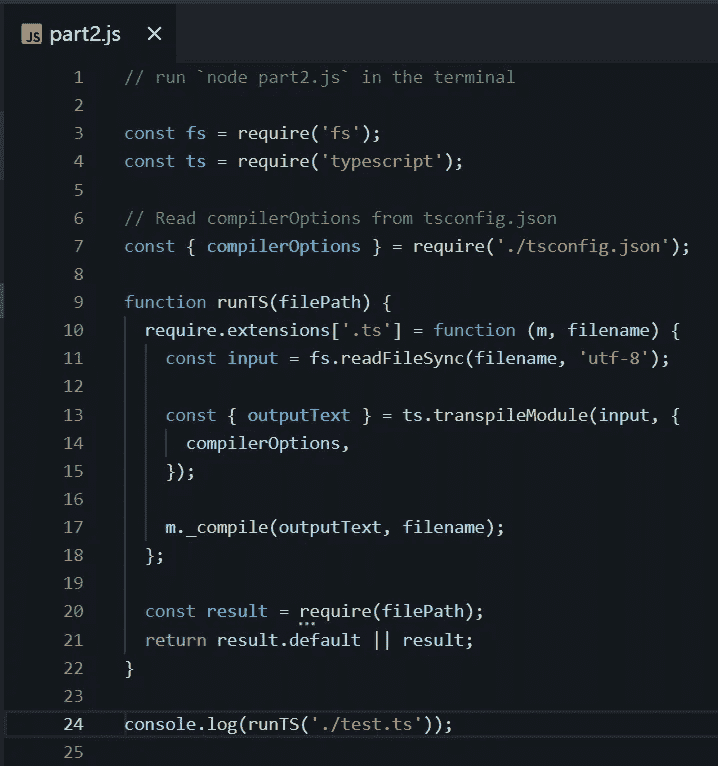 JS part2.js ×
1 // run `node part2.js` in the terminal
2
3 const fs = require('fs');
4 const ts = require('typescript');
5
6 // Read compilerOptions from tsconfig.json
7 const { compilerOptions } = require('./tsconfig.json');
8
9 function runTS(filePath) {
10   require.extensions['.ts'] = function (m, filename) {
11     const input = fs.readFileSync(filename, 'utf-8');
12
13     const { outputText } = ts.transpileModule(input, {
14       compilerOptions,
15     });
16
17     m._compile(outputText, filename);
18   };
19
20   const result = require(filePath);
21   return result.default || result;
22 }
23
24 console.log(runTS('./test.ts'));
25